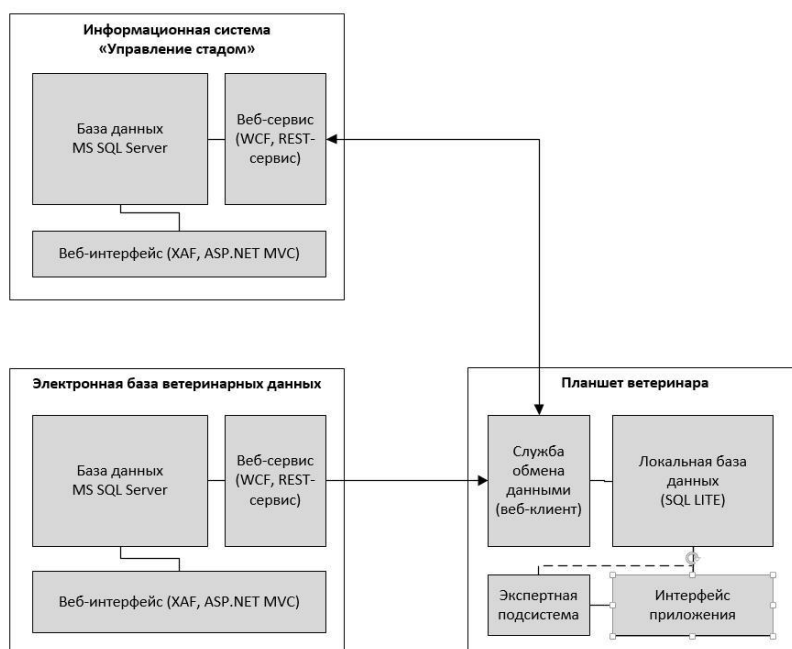 Информационная система
«Управление стадом»
База данных
MS SQL Server
Веб-сервис
(WCF, REST-
сервис)
Веб-интерфейс (XAF, ASP.NET MVC)
Электронная база ветеринарных данных
База данных
MS SQL Server
Веб-сервис
(WCF, REST-
сервис)
Веб-интерфейс (XAF, ASP.NET MVC)
Планшет ветеринара
Служба
обмена
данными
(веб-клиент)
Локальная база
данных
(SQL LITE)
Экспертная
подсистема
Интерфейс
приложения